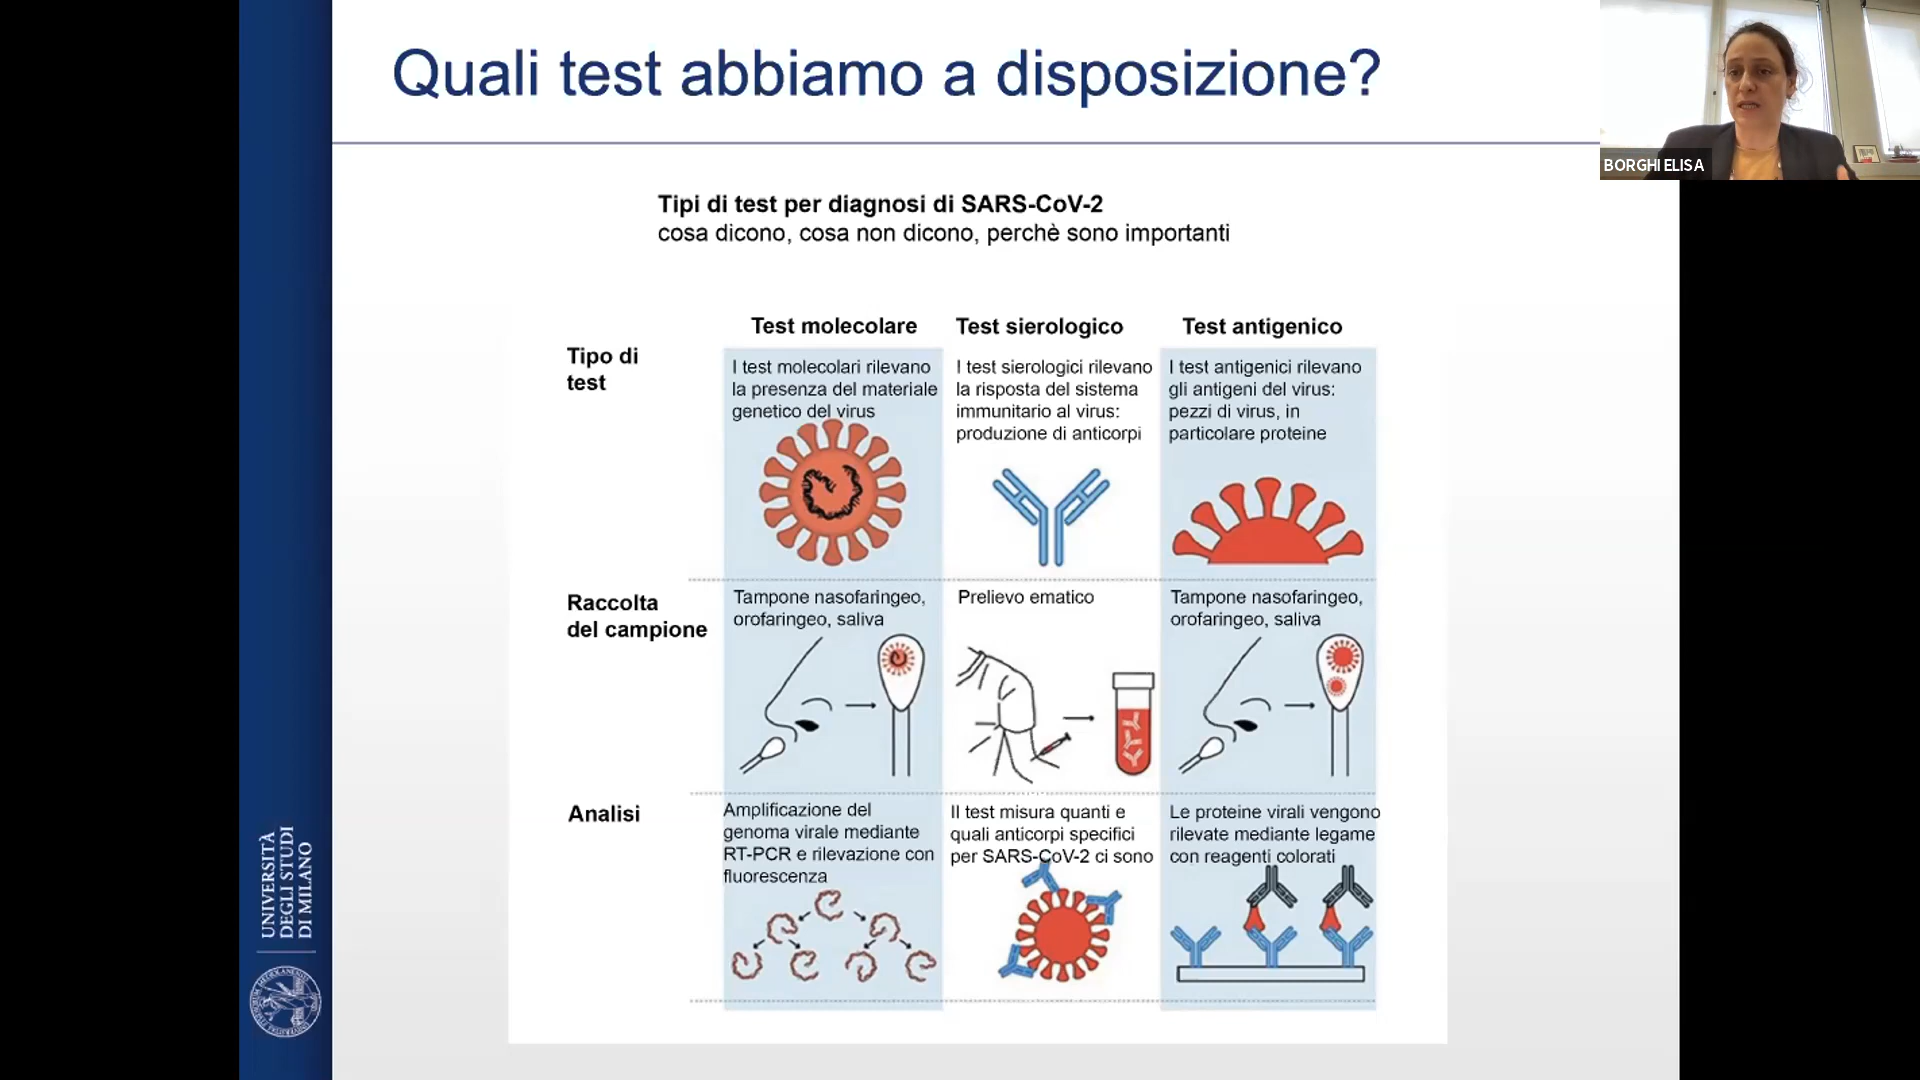 Quali test abbiamo a disposizione?
BORGHI ELISA
Tipi di test per diagnosi di SARS-CoV-2
cosa dicono, cosa non dicono, perchè sono importanti
Test molecolare
Test sierologico
Test antigenico
Tipo di
test
I test molecolari rilevano
la presenza del materiale
genetico del virus
I test sierologici rilevano
la risposta del sistema
immunitario al virus:
produzione di anticorpi
I test antigenici rilevano
gli antigeni del virus:
pezzi di virus, in
particolare proteine
Raccolta
del campione
Tampone nasofaringeo,
orofaringeo, saliva
Prelievo ematico
Tampone nasofaringeo,
orofaringeo, saliva
Analisi
Amplificazione del
genoma virale mediante
RT-PCR e rilevazione con
fluorescenza
Il test misura quanti e
quali anticorpi specifici
per SARS-CoV-2 ci sono
Le proteine virali vengono
rilevate mediante legame
con reagenti colorati
UNIVERSITÀ
DEGLI STUDI
DI MILANO